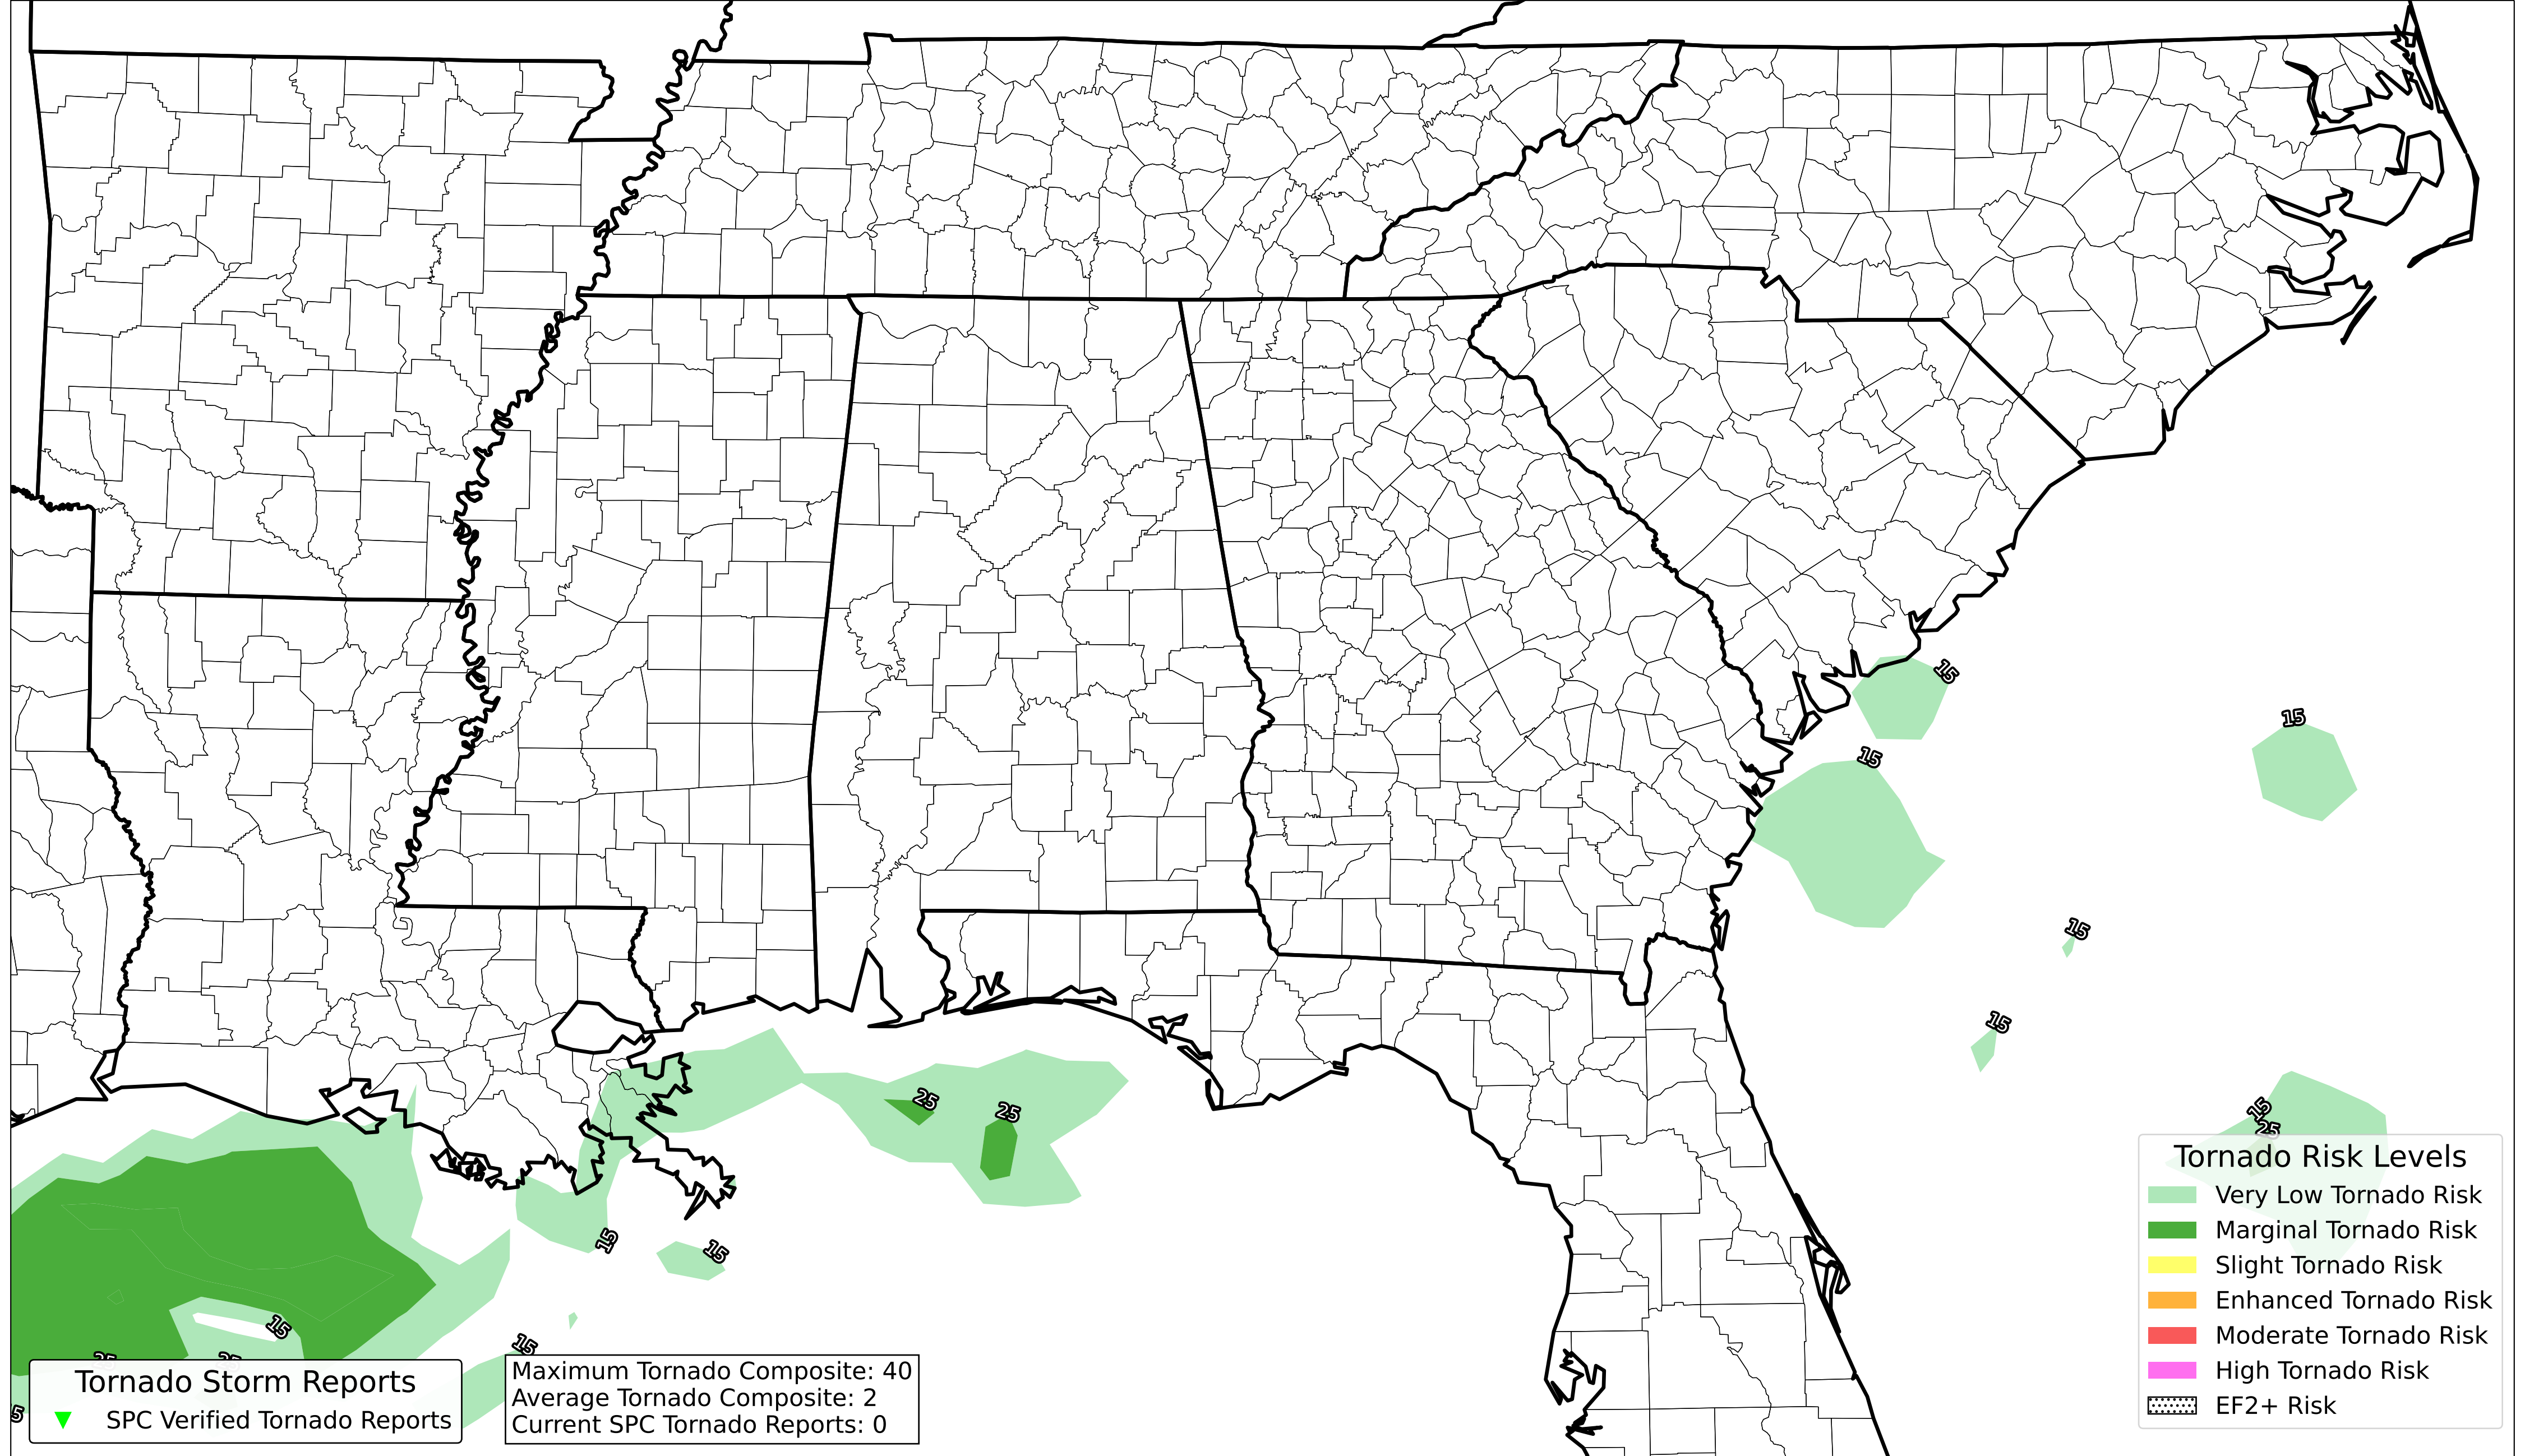 15
15
15
15
15
25
25
15
25
15
15
15
15
25
25
5
Tornado Storm Reports
SPC Verified Tornado Reports
Maximum Tornado Composite: 40
Average Tornado Composite: 2
Current SPC Tornado Reports: 0
Tornado Risk Levels
Very Low Tornado Risk
Marginal Tornado Risk
Slight Tornado Risk
Enhanced Tornado Risk
Moderate Tornado Risk
High Tornado Risk
EF2+ Risk